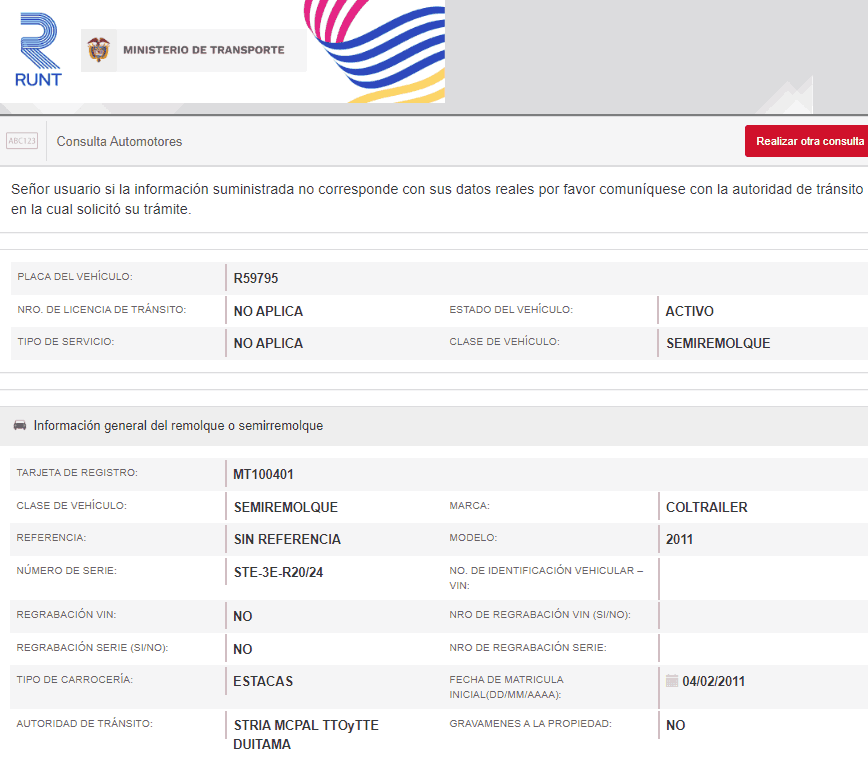 RUNT
MINISTERIO DE TRANSPORTE
ABC123
Consulta Automotores
Realizar otra consulta
Señor usuario si la información suministrada no corresponde con sus datos reales por favor comuníquese con la autoridad de tránsito
en la cual solicitó su trámite.
PLACA DEL VEHÍCULO: R59795
NRO. DE LICENCIA DE TRÁNSITO: NO APLICA ESTADO DEL VEHÍCULO: ACTIVO
TIPO DE SERVICIO: NO APLICA CLASE DE VEHÍCULO: SEMIREMOLQUE
Información general del remolque o semirremolque
TARJETA DE REGISTRO: MT100401
CLASE DE VEHÍCULO: SEMIREMOLQUE MARCA: COLTRAILER
REFERENCIA: SIN REFERENCIA MODELO: 2011
NÚMERO DE SERIE: STE-3E-R20/24 NO. DE IDENTIFICACIÓN VEHICULAR –
VIN:
REGRABACIÓN VIN: NO NRO DE REGRABACIÓN VIN (SI/NO):
REGRABACIÓN SERIE (SI/NO): NO NRO DE REGRABACIÓN SERIE:
TIPO DE CARROCERÍA: ESTACAS FECHA DE MATRICULA
INICIAL(DD/MM/AAAA): 04/02/2011
AUTORIDAD DE TRÁNSITO: STRIA MCPAL TTOyTTE
DUITAMA
GRAVAMENES A LA PROPIEDAD: NO